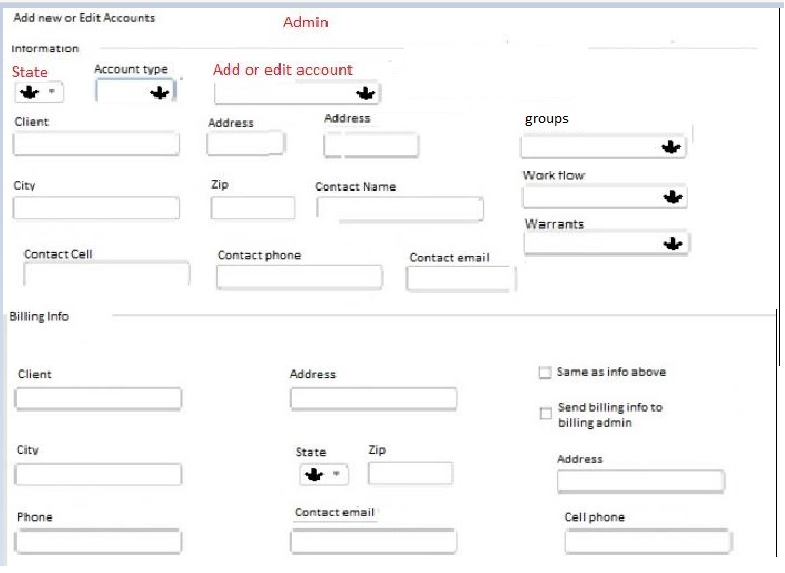 Add new or Edit Accounts
Admin
Information
State
Account type
Add or edit account
Client
Address
Address
groups
City
Zip
Contact Name
Work flow
Warrants
Contact Cell
Contact phone
Contact email
Billing Info
Client
Address
Same as info above
Send billing info to
billing admin
City
State
Zip
Address
Phone
Contact email
Cell phone